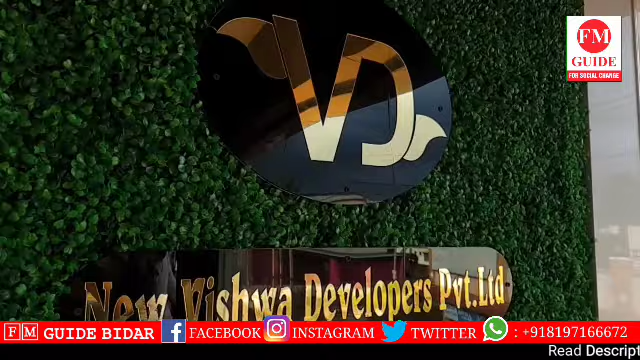 VD
FM
GUIDE
FOR SOCIAL CHANGE
New Vishwa Developers Pvt.Ltd
FM GUIDE BIDAR FACEBOOK INSTAGRAM TWITTER : +918197166672
Read Descript